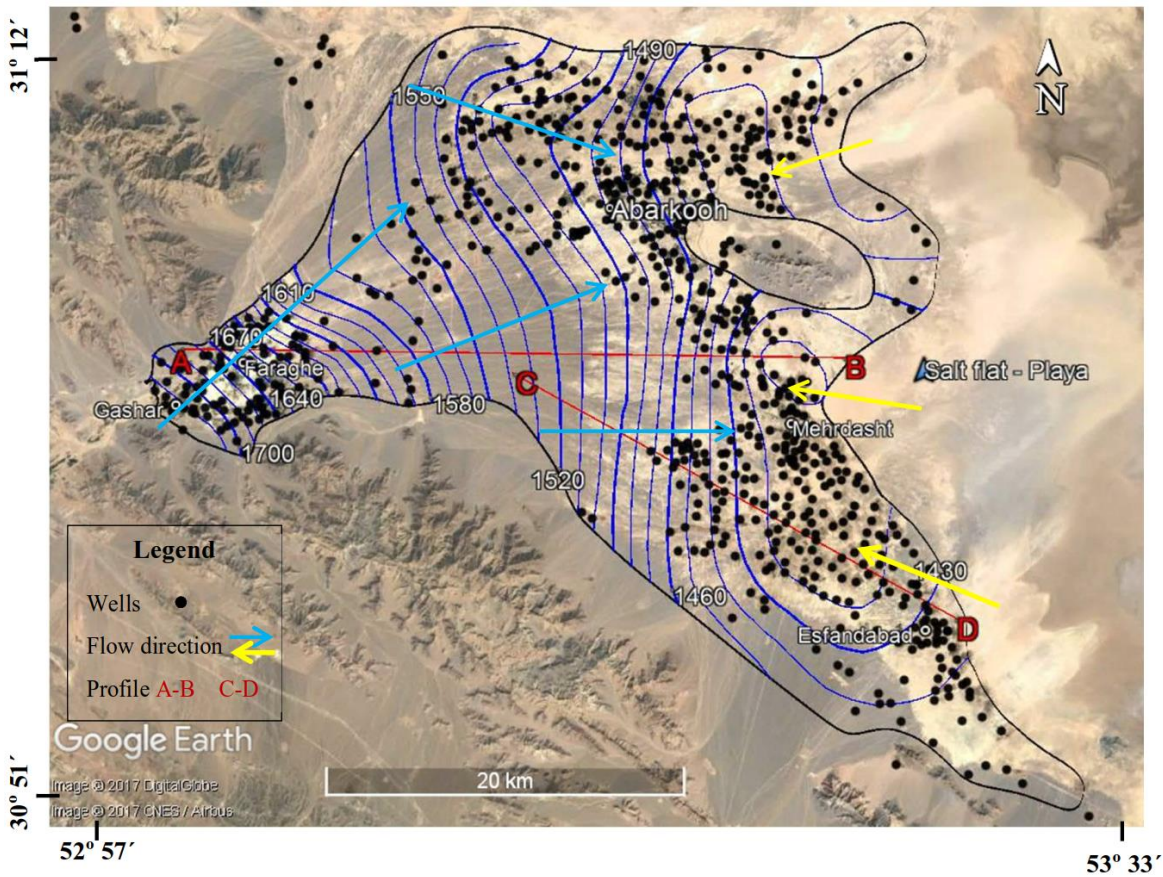 31° 12´
1490
N
1550
Abarkooh
1610
1670
A
Faraghe
B
Salt flat - Playa
C
1640
Gashar
1580
Mehrdasht
1700
1520
Legend
Wells
Flow direction
Profile A-B C-D
1430
1460
Esfandabad
D
Google Earth
20 km
Image © 2017 DigitalGlobe
Image © 2017 CNES / Airbus
30° 51´
52° 57´
53° 33´